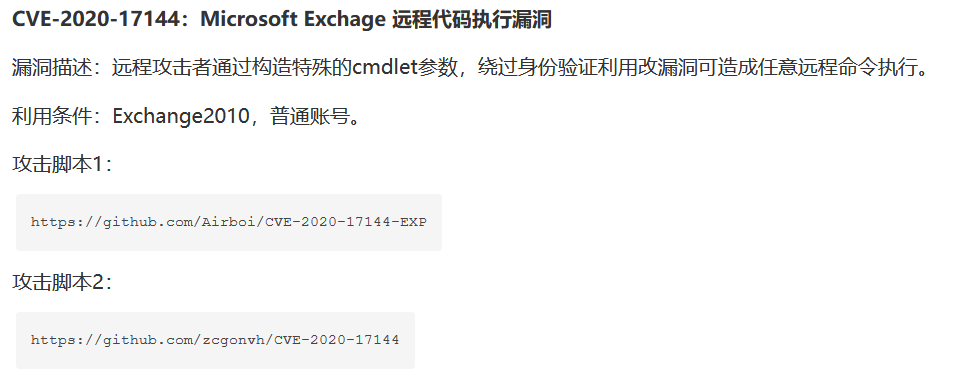 CVE-2020-17144：Microsoft Exchage 远程代码执行漏洞
漏洞描述：远程攻击者通过构造特殊的cmdlet参数，绕过身份验证利用改漏洞可造成任意远程命令执行。
利用条件：Exchange2010，普通账号。
攻击脚本1：
https://github.com/Airboi/CVE-2020-17144-EXP
攻击脚本2：
https://github.com/zcgonvh/CVE-2020-17144